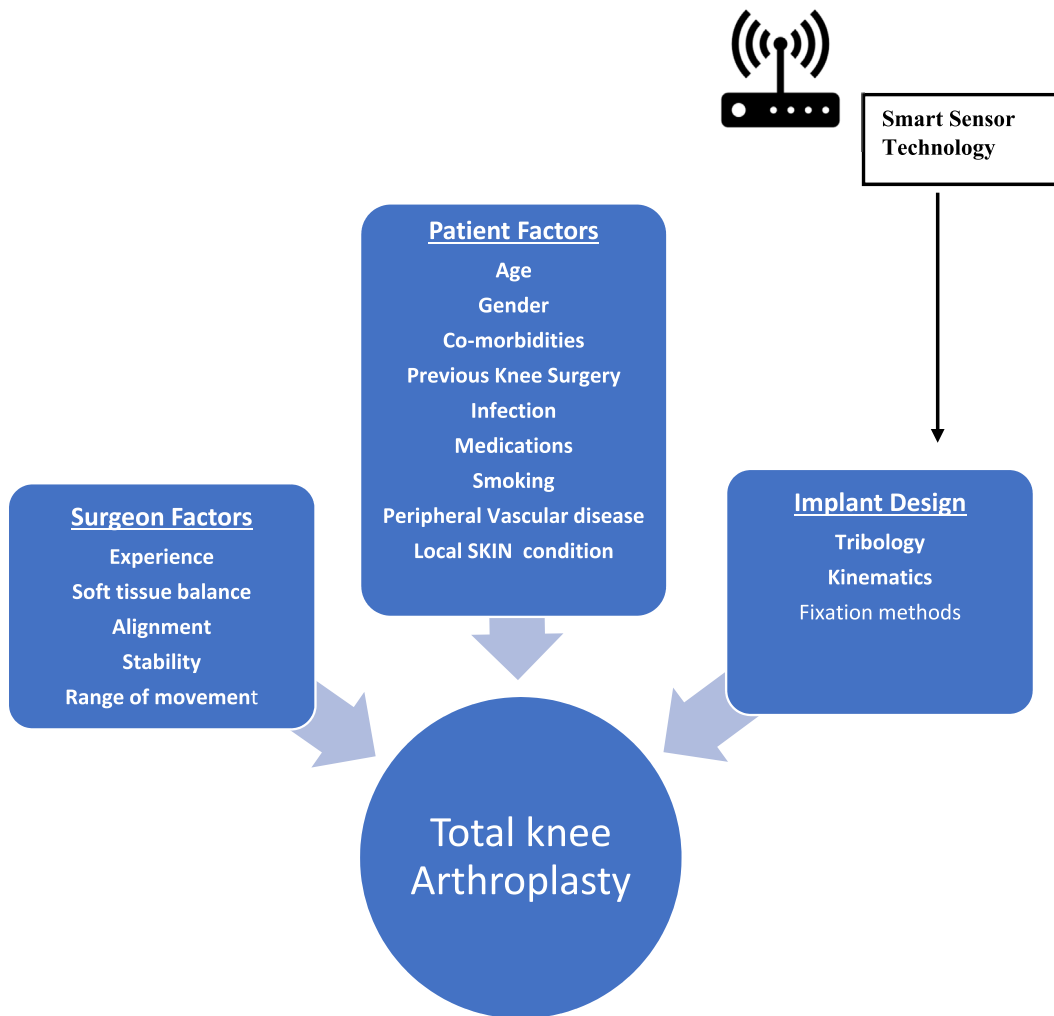 Smart Sensor
Technology
Patient Factors
Age
Gender
Co-morbidities
Previous Knee Surgery
Infection
Medications
Smoking
Peripheral Vascular disease
Local SKIN  condition
Surgeon Factors
Experience
Soft tissue balance
Alignment
Stability
Range of movement
Implant Design
Tribology
Kinematics
Fixation methods
Total knee
Arthroplasty